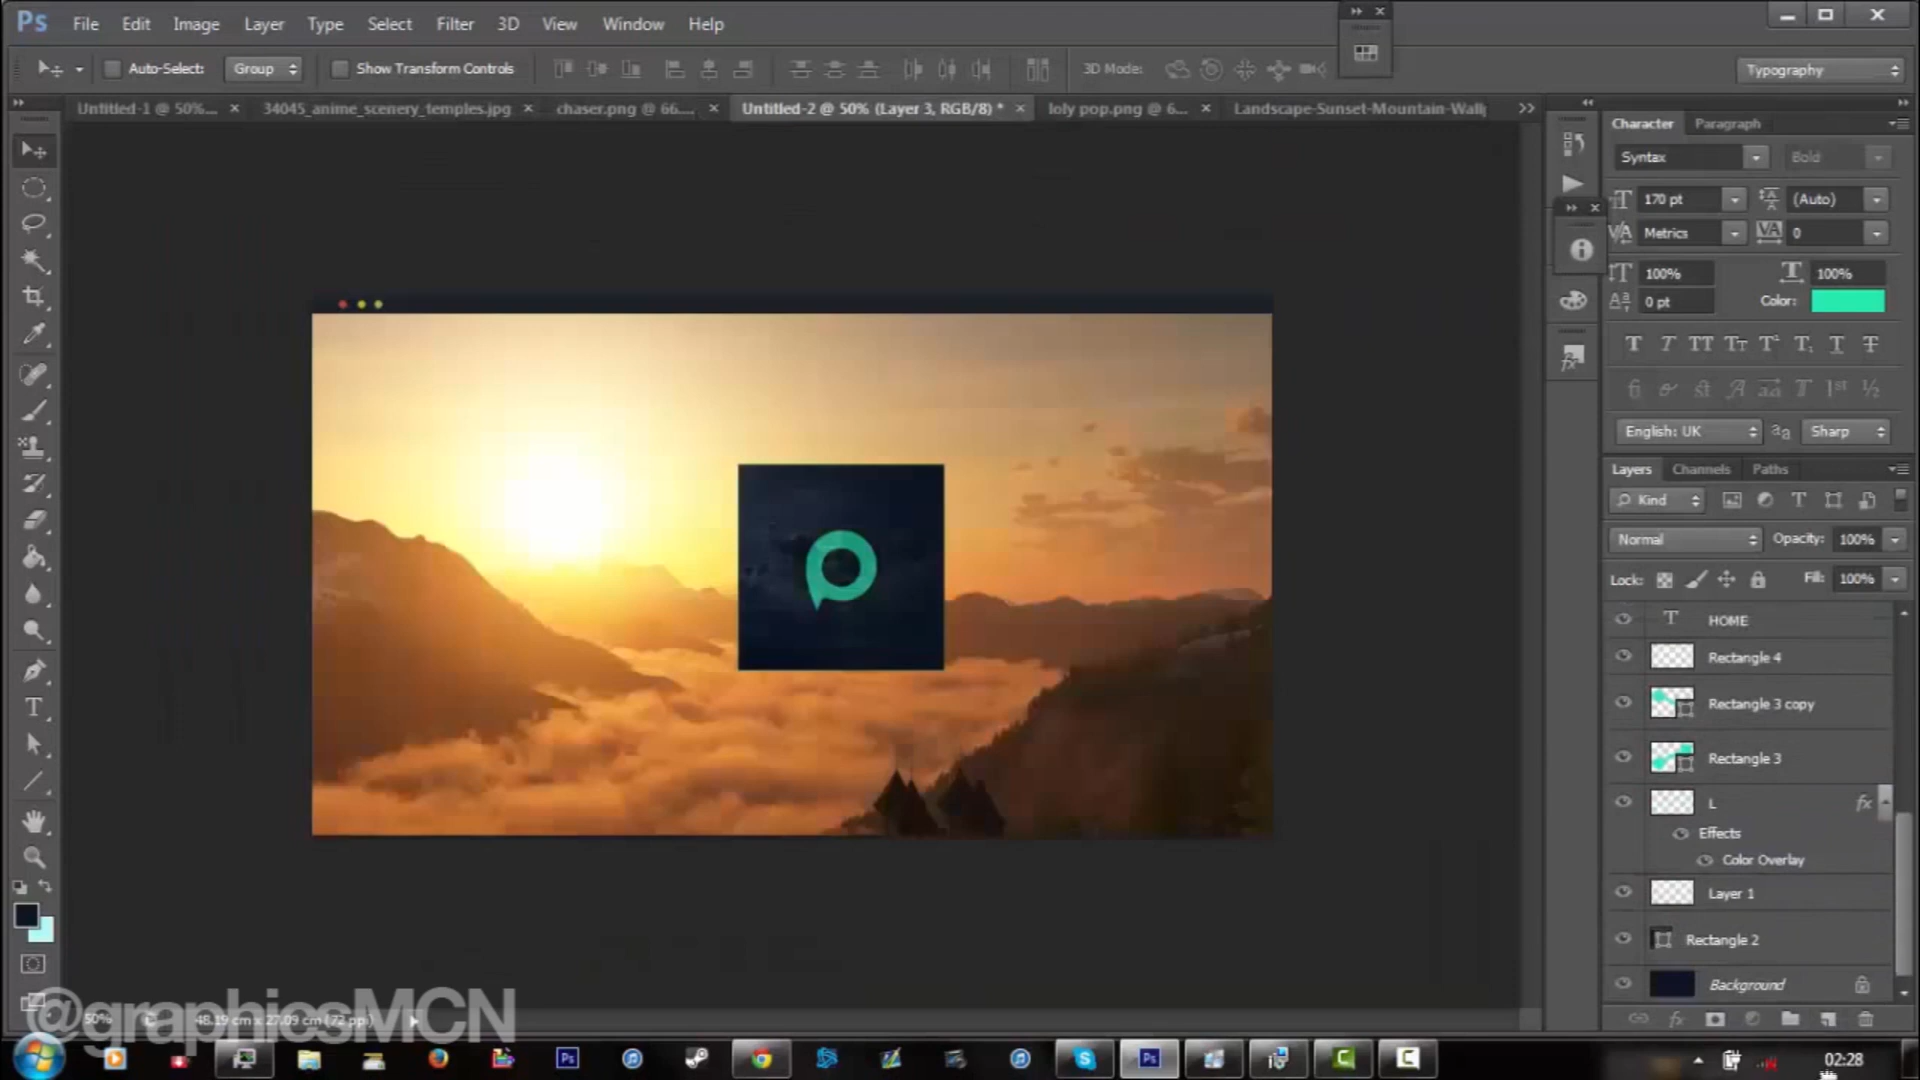 Ps File Edit Image Layer Type Select Filter 3D View Window Help
Auto-Select: Group Show Transform Controls 3D Mode: Typography
Untitled-1 @ 50%... × 34045_anime_scenery_temples.jpg × chaser.png @ 66.... × Untitled-2 @ 50% (Layer 3, RGB/8) * × loly pop.png @ 6... × Landscape-Sunset-Mountain-Wall
Character Paragraph
Syntax Bold
170 pt (Auto)
Metrics 0
100% 100%
0 pt Color:
English: UK Sharp
Layers Channels Paths
Kind
Normal Opacity: 100%
Lock: Fill: 100%
HOME
Rectangle 4
Rectangle 3 copy
Rectangle 3
L fx
Effects
Color Overlay
Layer 1
Rectangle 2
Background
@graphicsMCN
50% 48.19 cm x 27.09 cm (72 ppi)
02:28